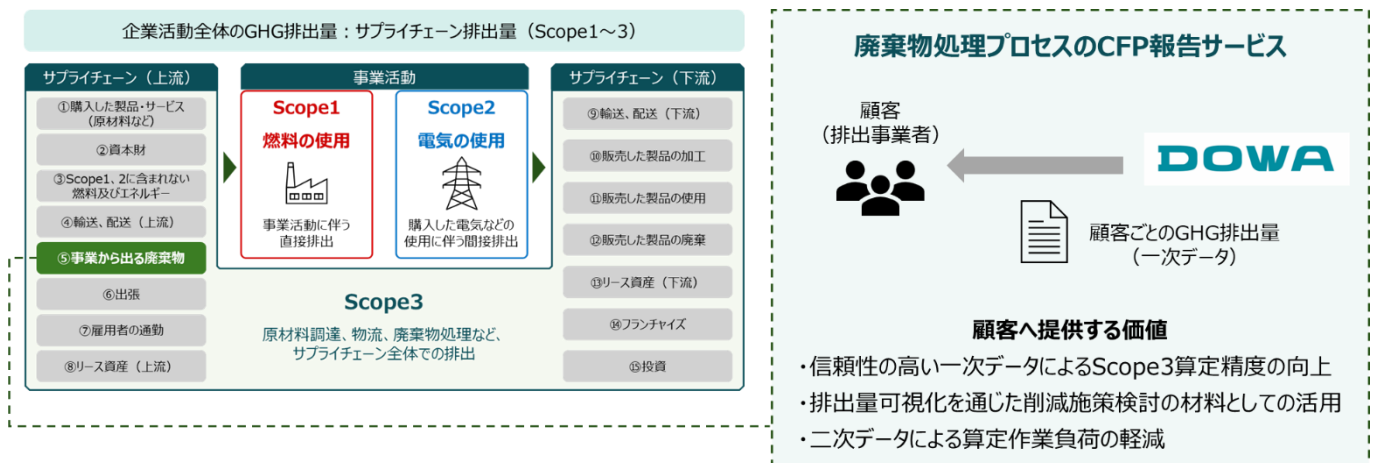 企業活動全体のGHG排出量：サプライチェーン排出量（Scope1～3）
サプライチェーン（上流）
①購入した製品・サービス
（原材料など）
②資本財
③Scope1、2に含まれない
燃料及びエネルギー
④輸送、配送（上流）
⑤事業から出る廃棄物
⑥出張
⑦雇用者の通勤
⑧リース資産（上流）
事業活動
Scope1
燃料の使用
事業活動に伴う
直接排出
Scope2
電気の使用
購入した電気などの
使用に伴う間接排出
Scope3
原材料調達、物流、廃棄物処理など、
サプライチェーン全体での排出
サプライチェーン（下流）
⑨輸送、配送（下流）
⑩販売した製品の加工
⑪販売した製品の使用
⑫販売した製品の廃棄
⑬リース資産（下流）
⑭フランチャイズ
⑮投資
廃棄物処理プロセスのCFP報告サービス
顧客
（排出事業者）
DOWA
顧客ごとのGHG排出量
（一次データ）
顧客へ提供する価値
・信頼性の高い一次データによるScope3算定精度の向上
・排出量可視化を通じた削減施策検討の材料としての活用
・二次データによる算定作業負荷の軽減